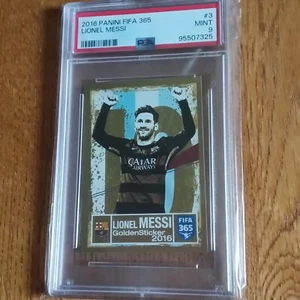 2016 PANINI FIFA 365
#3
LIONEL MESSI
MINT
9
PSA
95507325
QATAR
AIRWAYS
LIONEL MESSI
GoldenSticker
2016
FIFA
365